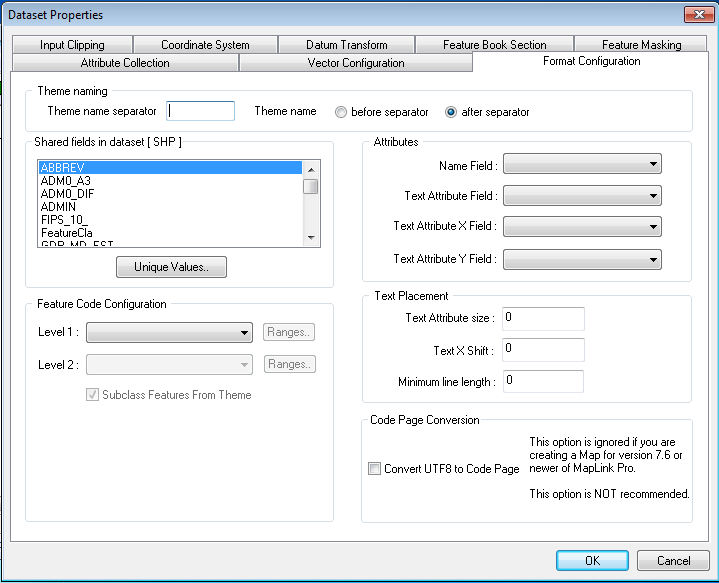 Dataset Properties
Input Clipping
Coordinate System
Datum Transform
Feature Book Section
Feature Masking
Attribute Collection
Vector Configuration
Format Configuration
Theme naming
Theme name separator
Theme name
before separator
after separator
Shared fields in dataset [ SHP ]
ABBREV
ADM0_A3
ADM0_DIF
ADMIN
FIPS_10_
FeatureCla
GDP_MD_EST
Unique Values..
Attributes
Name Field :
Text Attribute Field :
Text Attribute X Field :
Text Attribute Y Field :
Feature Code Configuration
Level 1 :
Ranges..
Level 2 :
Ranges..
Subclass Features From Theme
Text Placement
Text Attribute size :
0
Text X Shift :
0
Minimum line length :
0
Code Page Conversion
Convert UTF8 to Code Page
This option is ignored if you are
creating a Map for version 7.6 or
newer of MapLink Pro.
This option is NOT recommended.
OK
Cancel